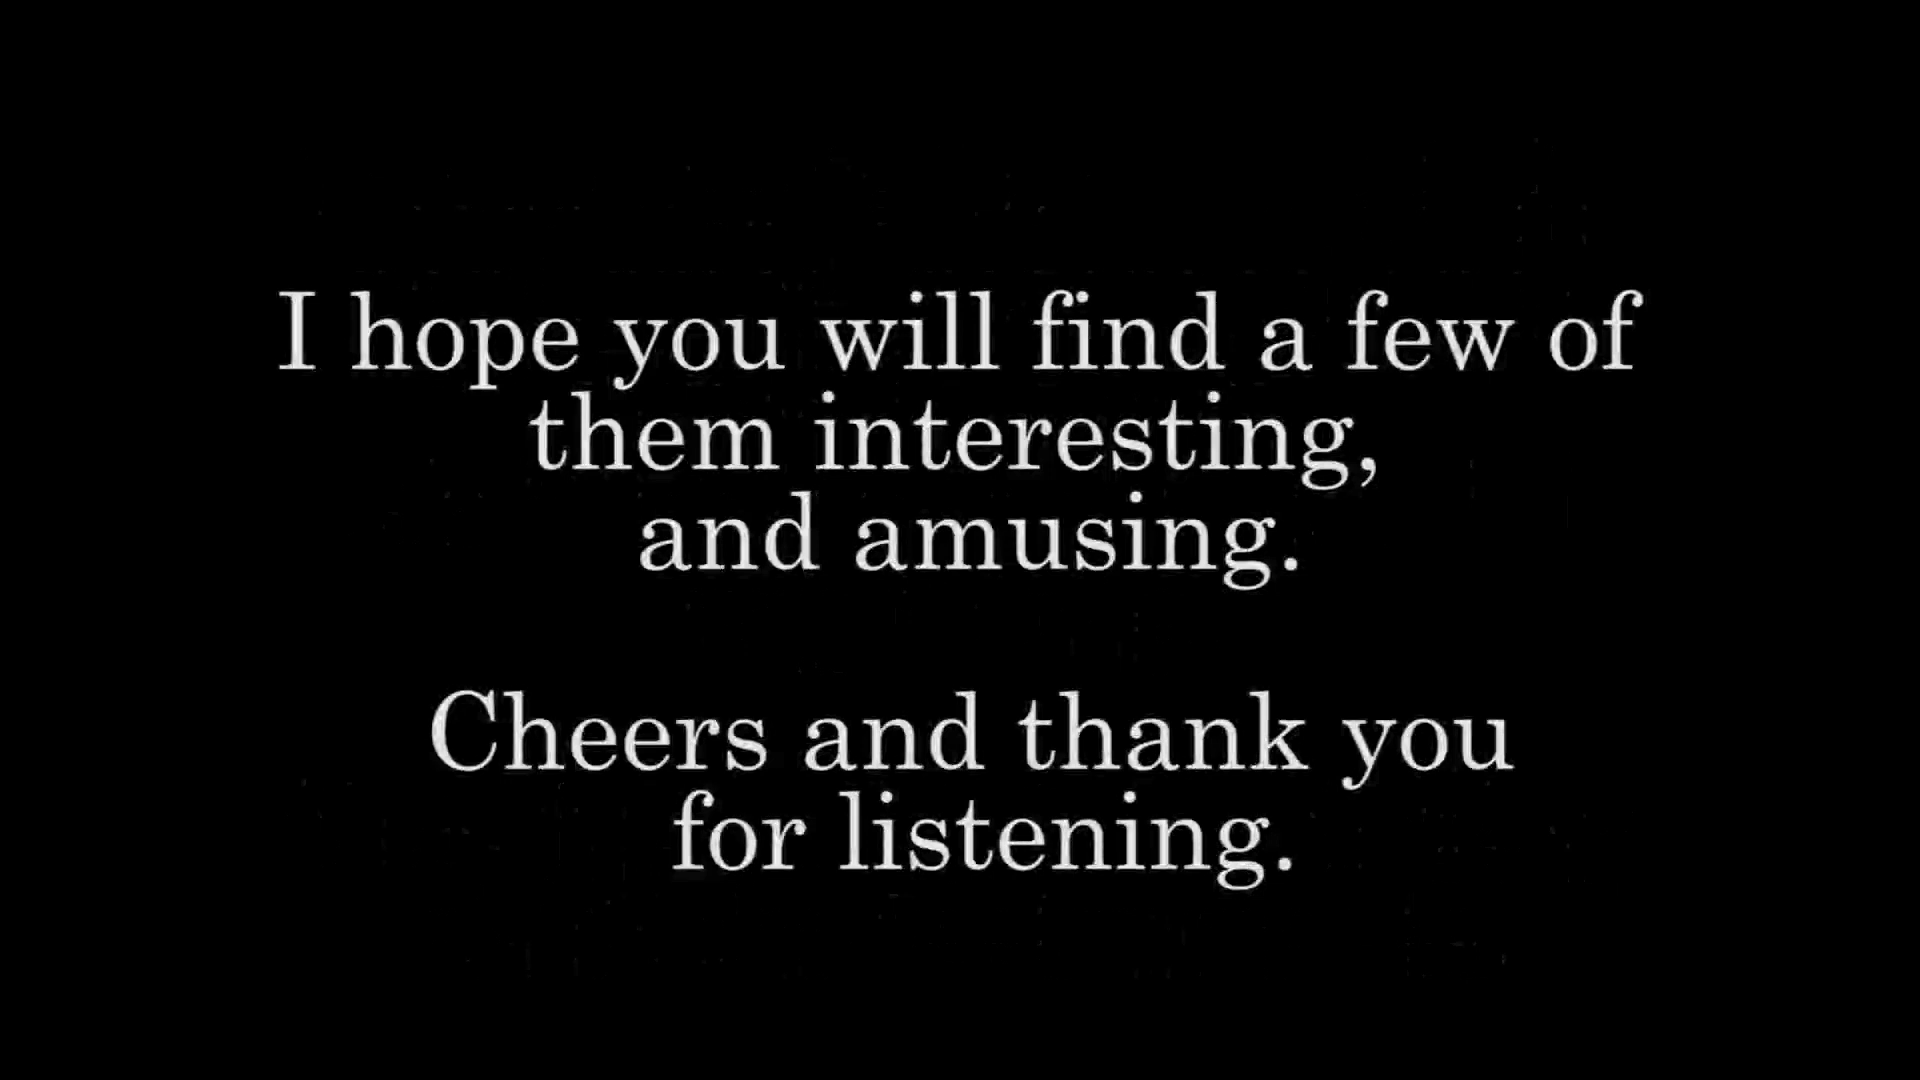 I hope you will find a few of
them interesting,
and amusing.
Cheers and thank you
for listening.